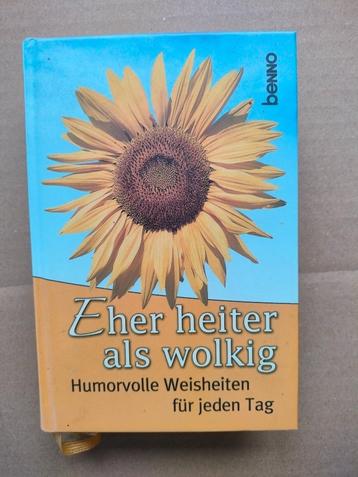 benno
Eher heiter
als wolkig
Humorvolle Weisheiten
für jeden Tag